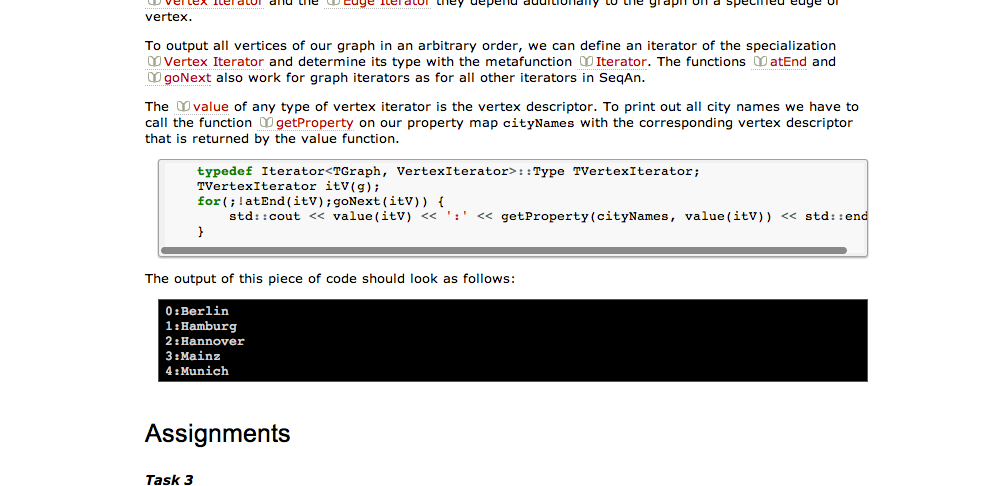 Vertex Iterator and the Edge Iterator they depend additionally to the graph on a specified edge or
vertex.
To output all vertices of our graph in an arbitrary order, we can define an iterator of the specialization
Vertex Iterator and determine its type with the metafunction Iterator. The functions atEnd and
goNext also work for graph iterators as for all other iterators in SeqAn.
The value of any type of vertex iterator is the vertex descriptor. To print out all city names we have to
call the function getProperty on our property map cityNames with the corresponding vertex descriptor
that is returned by the value function.
typedef Iterator<TGraph, VertexIterator>::Type TVertexIterator;
TVertexIterator itV(g);
for(;!atEnd(itV);goNext(itV)) {
std::cout << value(itV) << ':' << getProperty(cityNames, value(itV)) << std::end
}
The output of this piece of code should look as follows:
0:Berlin
1:Hamburg
2:Hannover
3:Mainz
4:Munich
Assignments
Task 3